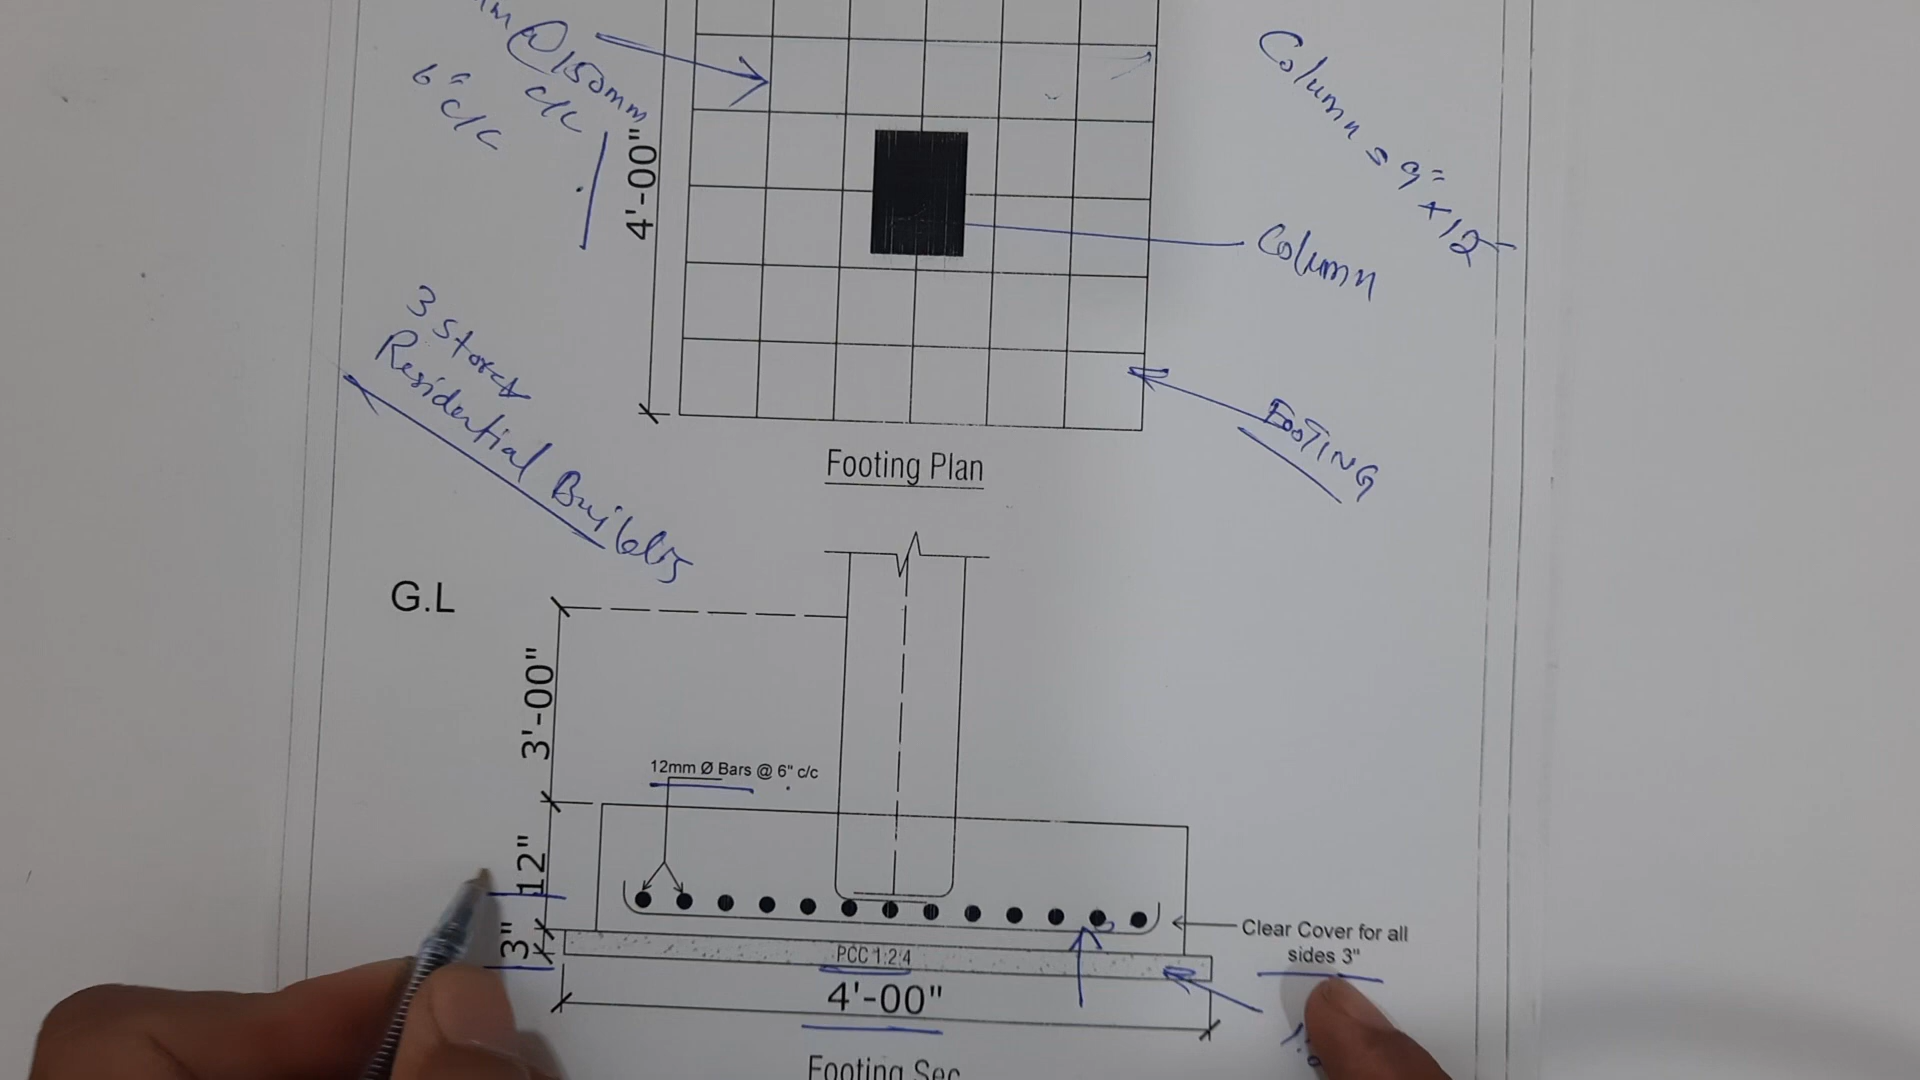 @150mm
c/c
6" c/c
4'-00"
Column = 9"
x 12"
Column
3 Storey
Residential
FOOTING
Footing Plan
G.L
3'-00"
12mm Ø Bars @ 6" c/c
12"
3"
PCC 1:2:4
Clear Cover for all
sides 3"
4'-00"
Footing Sec